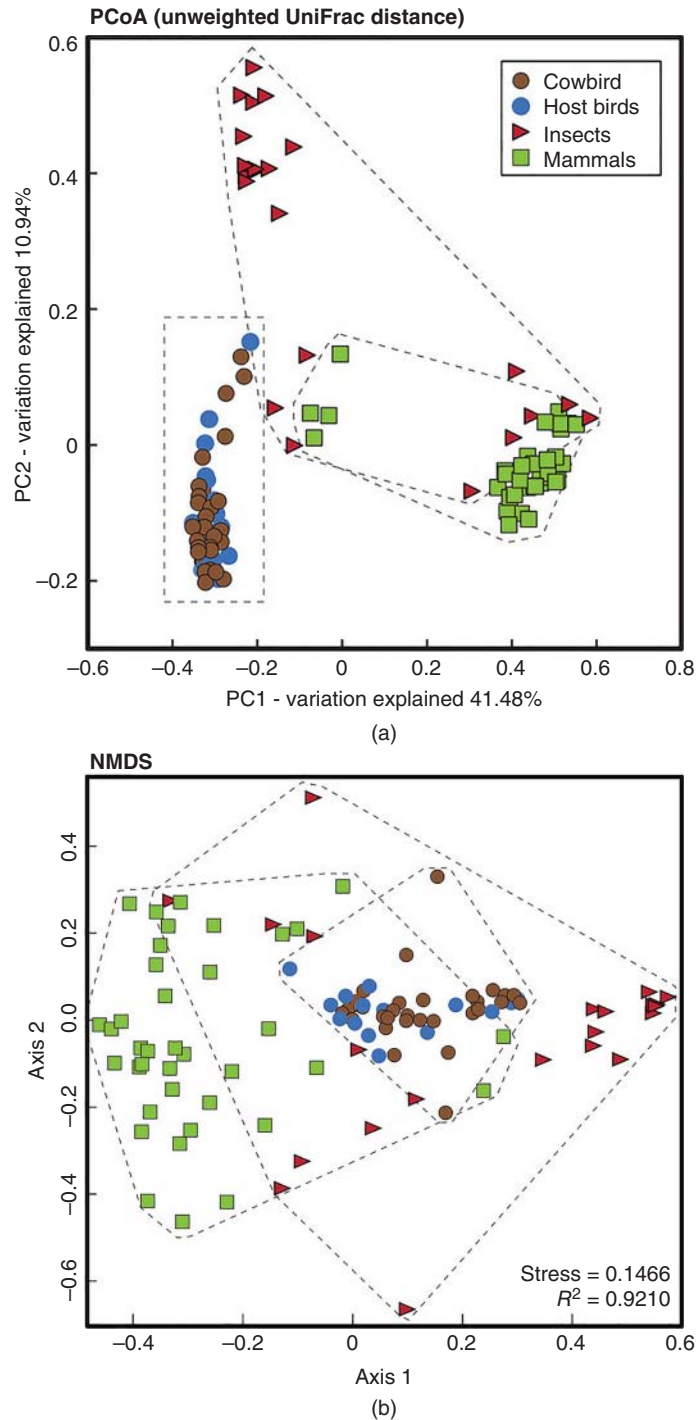 PCoA (unweighted UniFrac distance)
0.6
0.4
0.2
0
−0.2
PC2 - variation explained 10.94%
Cowbird
Host birds
Insects
Mammals
−0.6 −0.4 −0.2 0 0.2 0.4 0.6 0.8
PC1 - variation explained 41.48%
(a)
NMDS
0.4
0.2
0.0
−0.2
−0.4
−0.6
Axis 2
Stress = 0.1466
R² = 0.9210
−0.4 −0.2 0 0.2 0.4 0.6
Axis 1
(b)